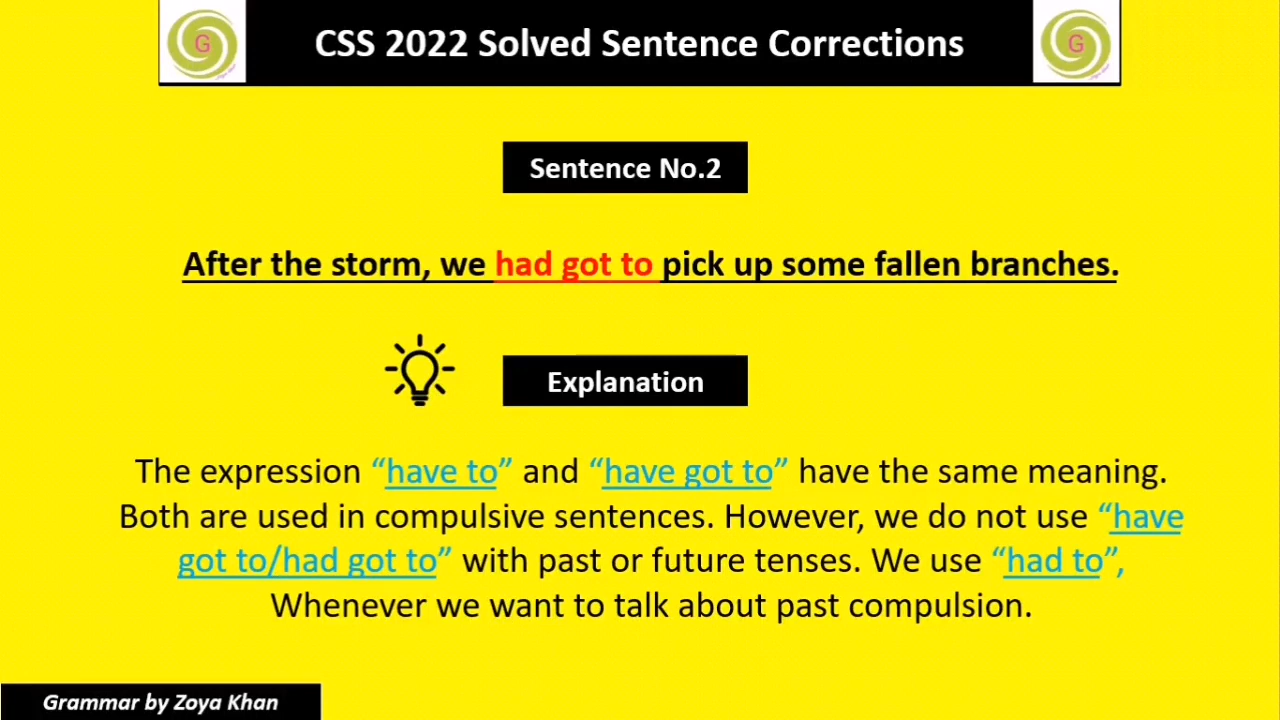 G
CSS 2022 Solved Sentence Corrections
G
Sentence No.2
After the storm, we had got to pick up some fallen branches.
Explanation
The expression “have to” and “have got to” have the same meaning.
Both are used in compulsive sentences. However, we do not use “have
got to/had got to” with past or future tenses. We use “had to”,
Whenever we want to talk about past compulsion.
Grammar by Zoya Khan